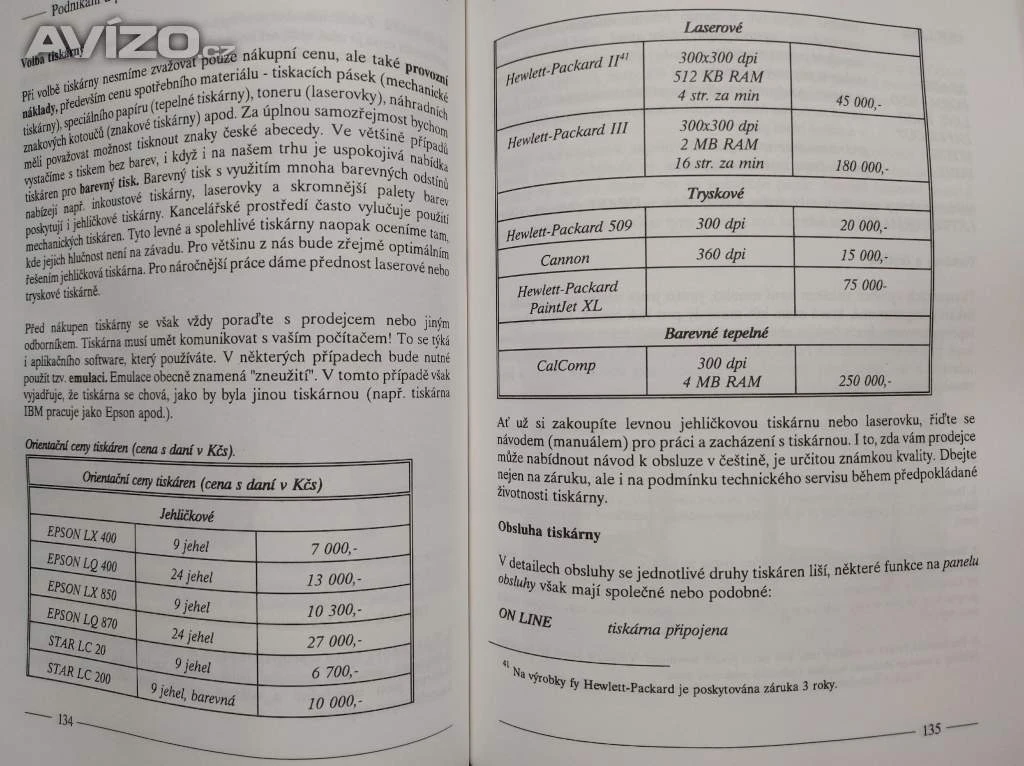 Podnikání
Avízo.cz
Volba tiskárny
Při volbě tiskárny nesmíme zvažovat pouze nákupní cenu, ale také provozní
náklady, především cenu spotřebního materiálu - tiskacích pásek (mechanické
tiskárny), speciálního papíru (tepelné tiskárny), toneru (laserovky), náhradních
znakových kotoučů (znakové tiskárny) apod. Za úplnou samozřejmost bychom
měli považovat možnost tisknout znaky české abecedy. Ve většině případů
vystačíme s tiskem bez barev, i když i na našem trhu je uspokojivá nabídka
tiskáren pro barevný tisk. Barevný tisk s využitím mnoha barevných odstínů
nabízejí např. inkoustové tiskárny, laserovky a skromnější palety barev
poskytují i jehličkové tiskárny. Kancelářské prostředí často vylučuje použití
mechanických tiskáren. Tyto levné a spolehlivé tiskárny naopak oceníme tam,
kde jejich hlučnost není na závadu. Pro většinu z nás bude zřejmě optimálním
řešením jehličková tiskárna. Pro náročnější práce dáme přednost laserové nebo
tryskové tiskárně.
Před nákupen tiskárny se však vždy poraďte s prodejcem nebo jiným
odborníkem. Tiskárna musí umět komunikovat s vaším počítačem! To se týká
i aplikačního software, který používáte. V některých případech bude nutné
použít tzv. emulaci. Emulace obecně znamená "zneužití". V tomto případě však
vyjadřuje, že tiskárna se chová, jako by byla jinou tiskárnou (např. tiskárna
IBM pracuje jako Epson apod.).
Orientační ceny tiskáren (cena s daní v Kčs).
Orientační ceny tiskáren (cena s daní v Kčs)
Jehličkové
EPSON LX 400 9 jehel 7 000,-
EPSON LQ 400 24 jehel 13 000,-
EPSON LX 850 9 jehel 10 300,-
EPSON LQ 870 24 jehel 27 000,-
STAR LC 20 9 jehel 6 700,-
STAR LC 200 9 jehel, barevná 10 000,-
134
Laserové
Hewlett-Packard II41) 300x300 dpi
512 KB RAM
4 str. za min 45 000,-
Hewlett-Packard III 300x300 dpi
2 MB RAM
16 str. za min 180 000,-
Tryskové
Hewlett-Packard 509 300 dpi 20 000,-
Cannon 360 dpi 15 000,-
Hewlett-Packard 75 000-
PaintJet XL
Barevné tepelné
CalComp 300 dpi
4 MB RAM 250 000,-
Ať už si zakoupíte levnou jehličkovou tiskárnu nebo laserovku, řiďte se
návodem (manuálem) pro práci a zacházení s tiskárnou. I to, zda vám prodejce
může nabídnout návod k obsluze v češtině, je určitou známkou kvality. Dbejte
nejen na záruku, ale i na podmínku technického servisu během předpokládané
životnosti tiskárny.
Obsluha tiskárny
V detailech obsluhy se jednotlivé druhy tiskáren liší, některé funkce na panelu
obsluhy však mají společné nebo podobné:
ON LINE tiskárna připojena
41 Na výrobky fy Hewlett-Packard je poskytována záruka 3 roky.
135